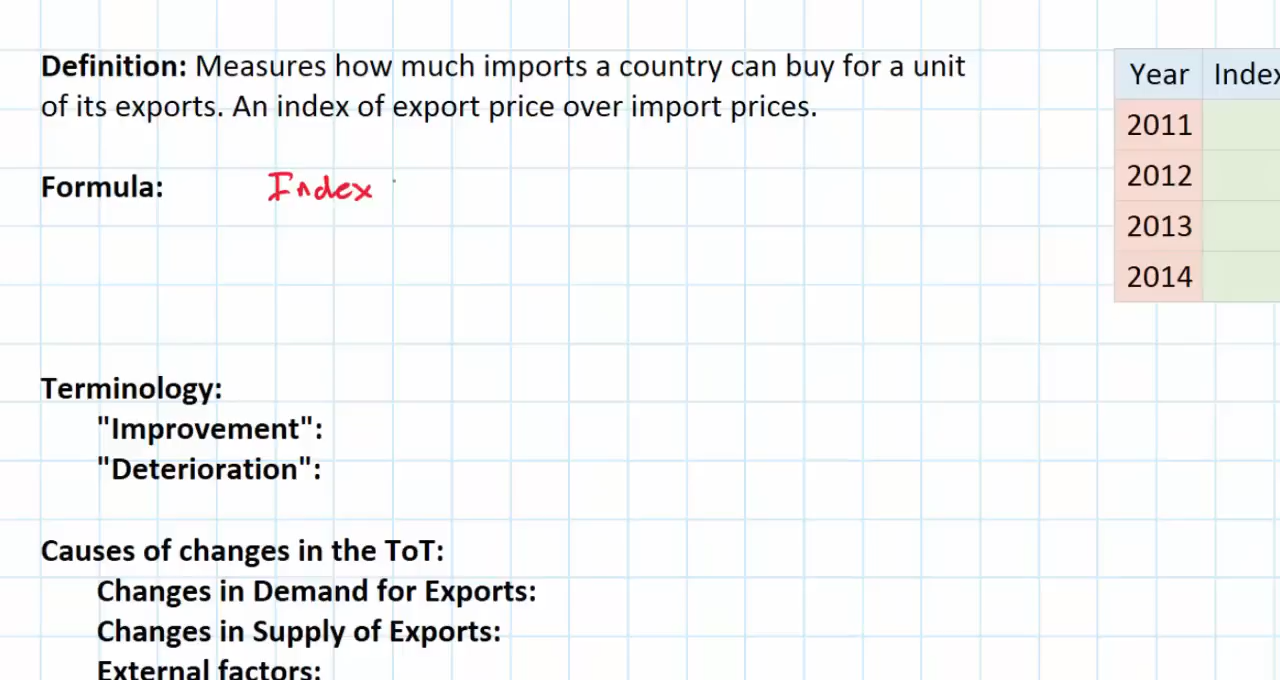 Definition: Measures how much imports a country can buy for a unit
of its exports. An index of export price over import prices.
Formula: Index
Terminology:
"Improvement":
"Deterioration":
Causes of changes in the ToT:
Changes in Demand for Exports:
Changes in Supply of Exports:
External factors:
Year Index
2011
2012
2013
2014